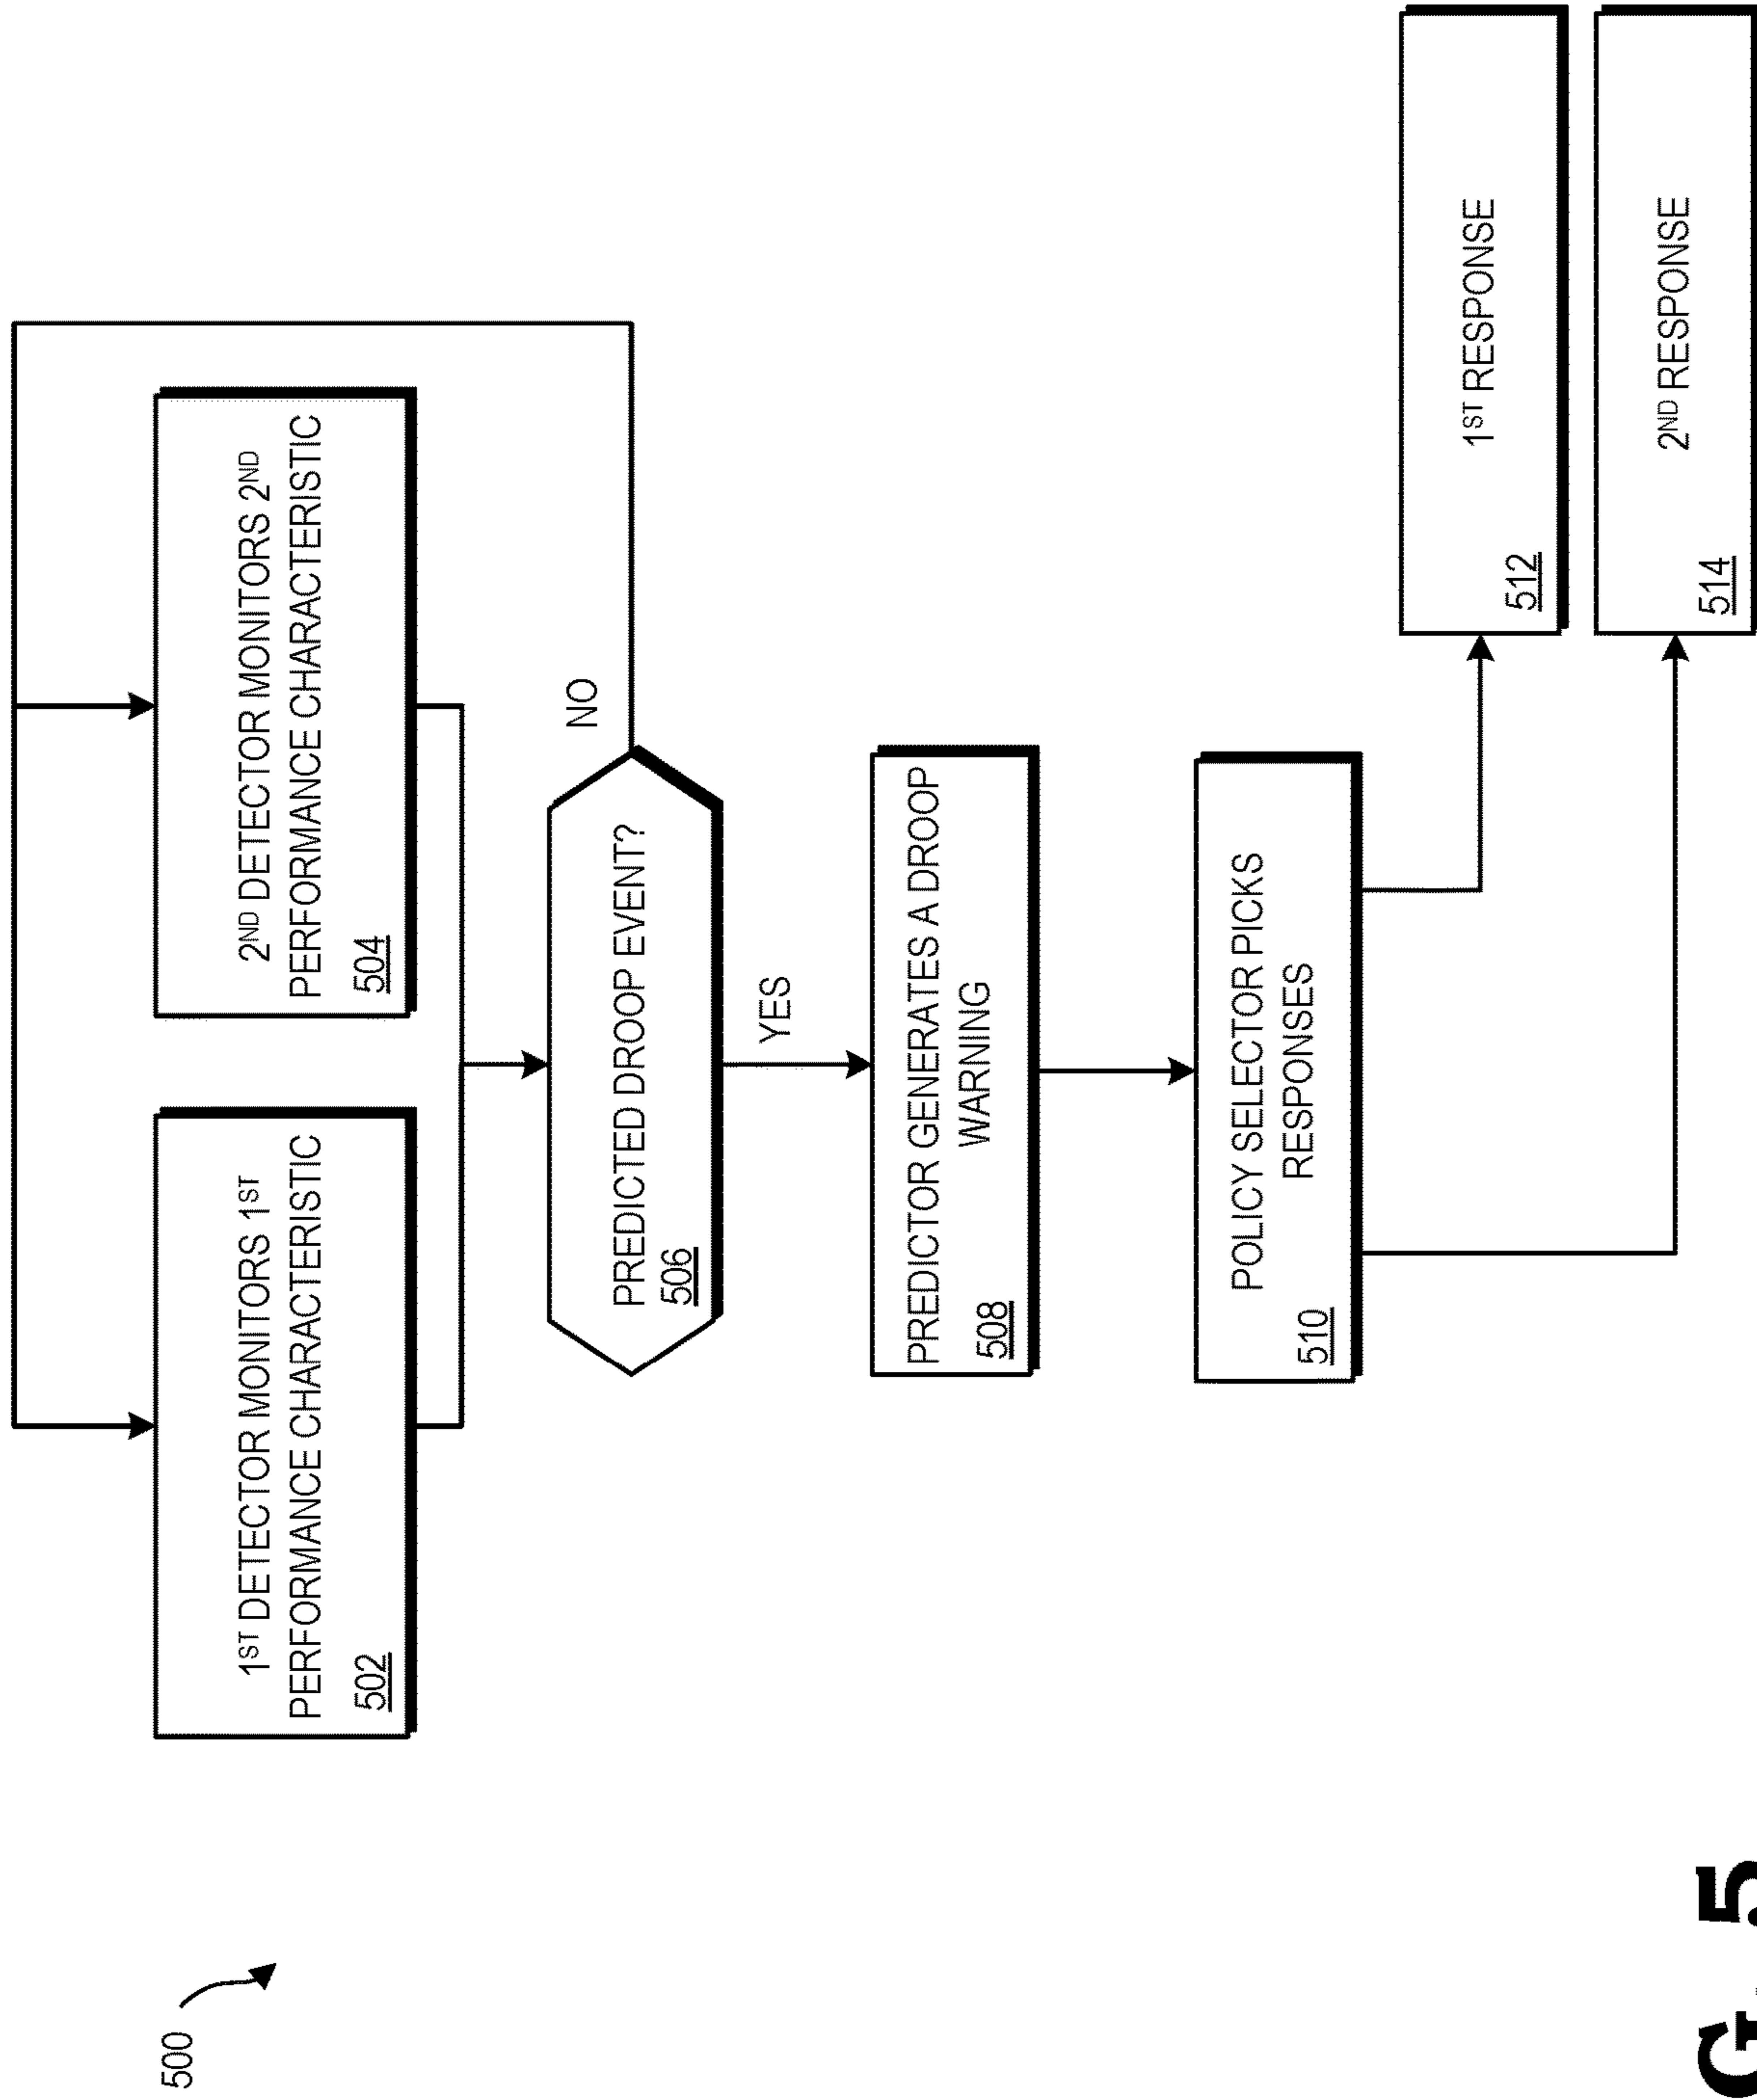 500
1ST DETECTOR MONITORS 1ST
PERFORMANCE CHARACTERISTIC
502
2ND DETECTOR MONITORS 2ND
PERFORMANCE CHARACTERISTIC
504
PREDICTED DROOP EVENT?
506
NO
YES
PREDICTOR GENERATES A DROOP
WARNING
508
POLICY SELECTOR PICKS
RESPONSES
510
1ST RESPONSE
512
2ND RESPONSE
514
G. 5